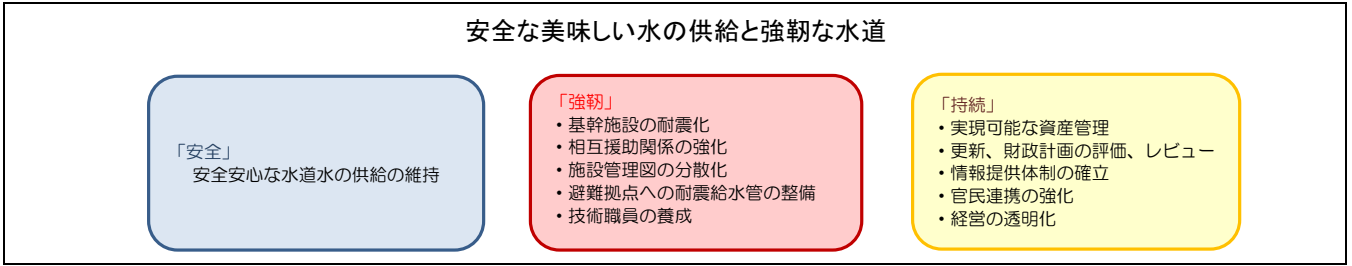 安全な美味しい水の供給と強靭な水道
「安全」
安全安心な水道水の供給の維持
「強靭」
・基幹施設の耐震化
・相互援助関係の強化
・施設管理図の分散化
・避難拠点への耐震給水管の整備
・技術職員の養成
「持続」
・実現可能な資産管理
・更新、財政計画の評価、レビュー
・情報提供体制の確立
・官民連携の強化
・経営の透明化